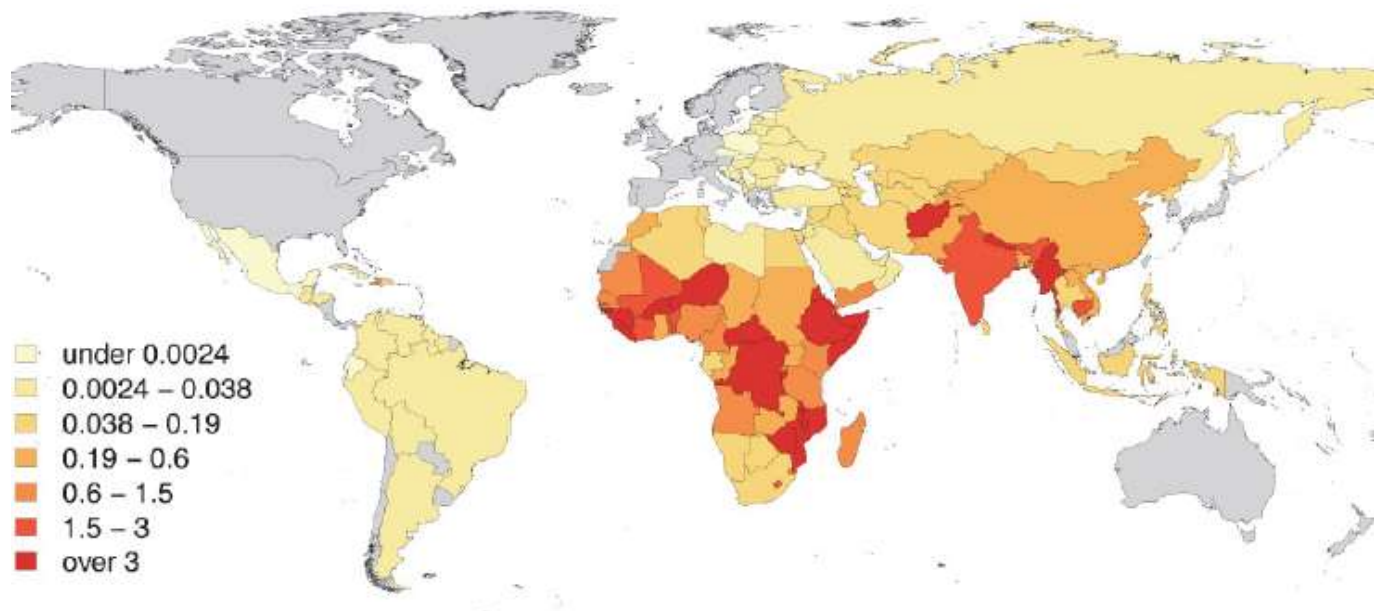 under 0.0024
0.0024 – 0.038
0.038 – 0.19
0.19 – 0.6
0.6 – 1.5
1.5 – 3
over 3